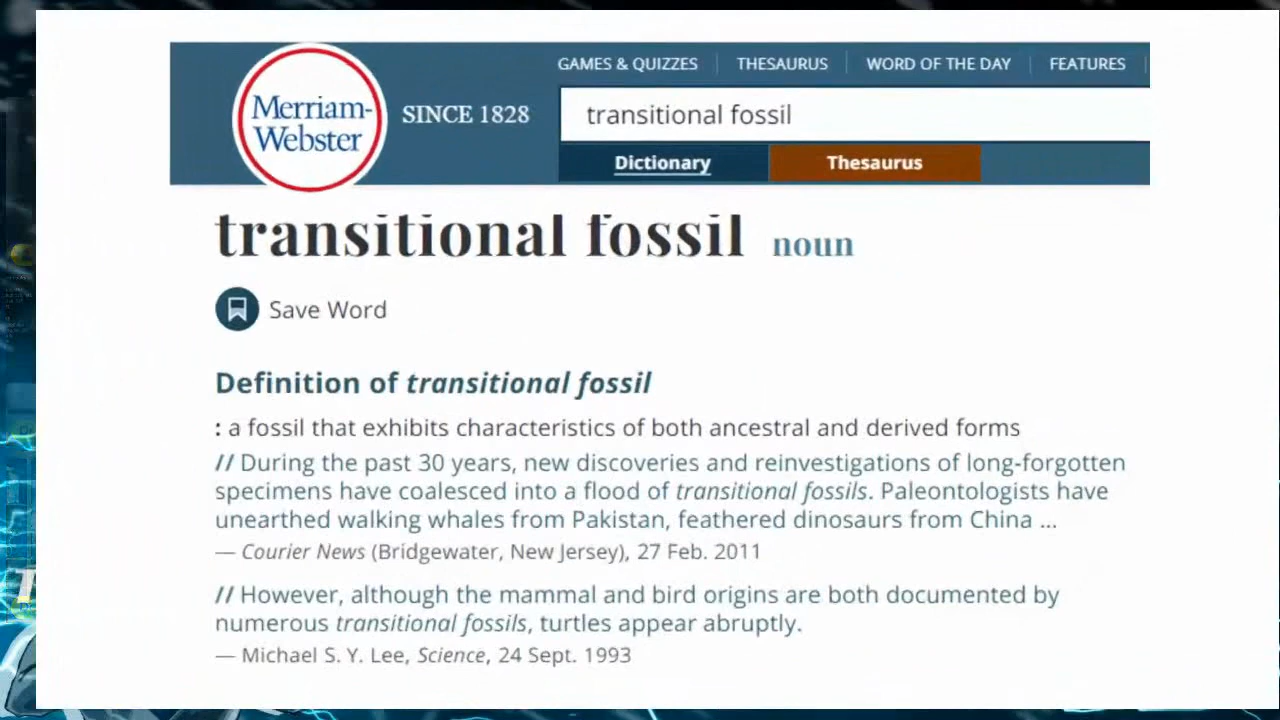 GAMES & QUIZZES THESAURUS WORD OF THE DAY FEATURES
Merriam-
Webster
SINCE 1828
transitional fossil
Dictionary Thesaurus
transitional fossil noun
Save Word
Definition of transitional fossil
: a fossil that exhibits characteristics of both ancestral and derived forms
// During the past 30 years, new discoveries and reinvestigations of long-forgotten
specimens have coalesced into a flood of transitional fossils. Paleontologists have
unearthed walking whales from Pakistan, feathered dinosaurs from China ...
— Courier News (Bridgewater, New Jersey), 27 Feb. 2011
// However, although the mammal and bird origins are both documented by
numerous transitional fossils, turtles appear abruptly.
— Michael S. Y. Lee, Science, 24 Sept. 1993